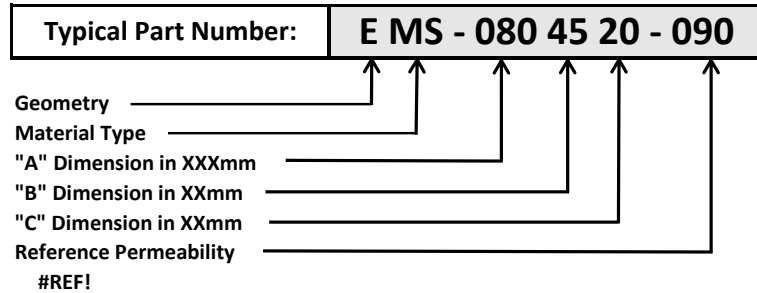 Typical Part Number: E MS - 080 45 20 - 090
Geometry
Material Type
"A" Dimension in XXXmm
"B" Dimension in XXmm
"C" Dimension in XXmm
Reference Permeability
#REF!